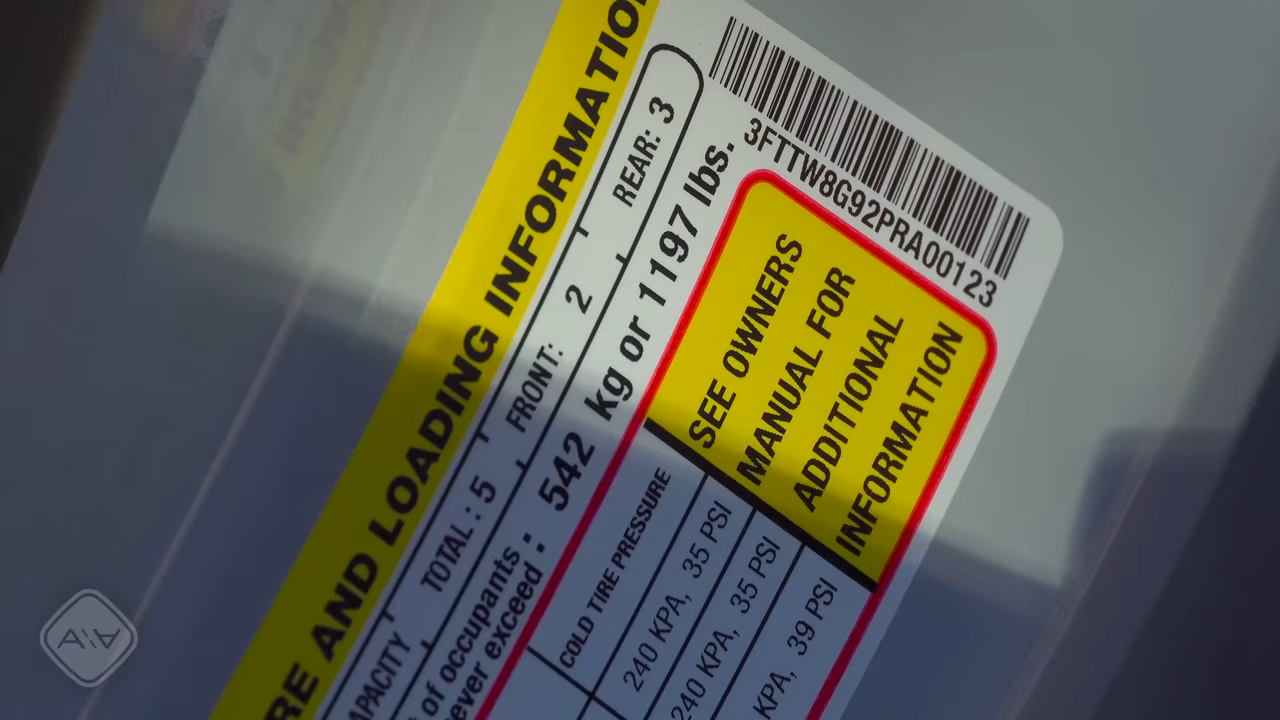 RE AND LOADING INFORMATIO
APACITY TOTAL : 5 FRONT: 2 REAR: 3
of occupants
ever exceed : 542 kg or 1197 lbs.
3FTTW8G92PRA00123
COLD TIRE PRESSURE
240 KPA, 35 PSI
240 KPA, 35 PSI
KPA, 39 PSI
SEE OWNERS
MANUAL FOR
ADDITIONAL
INFORMATION